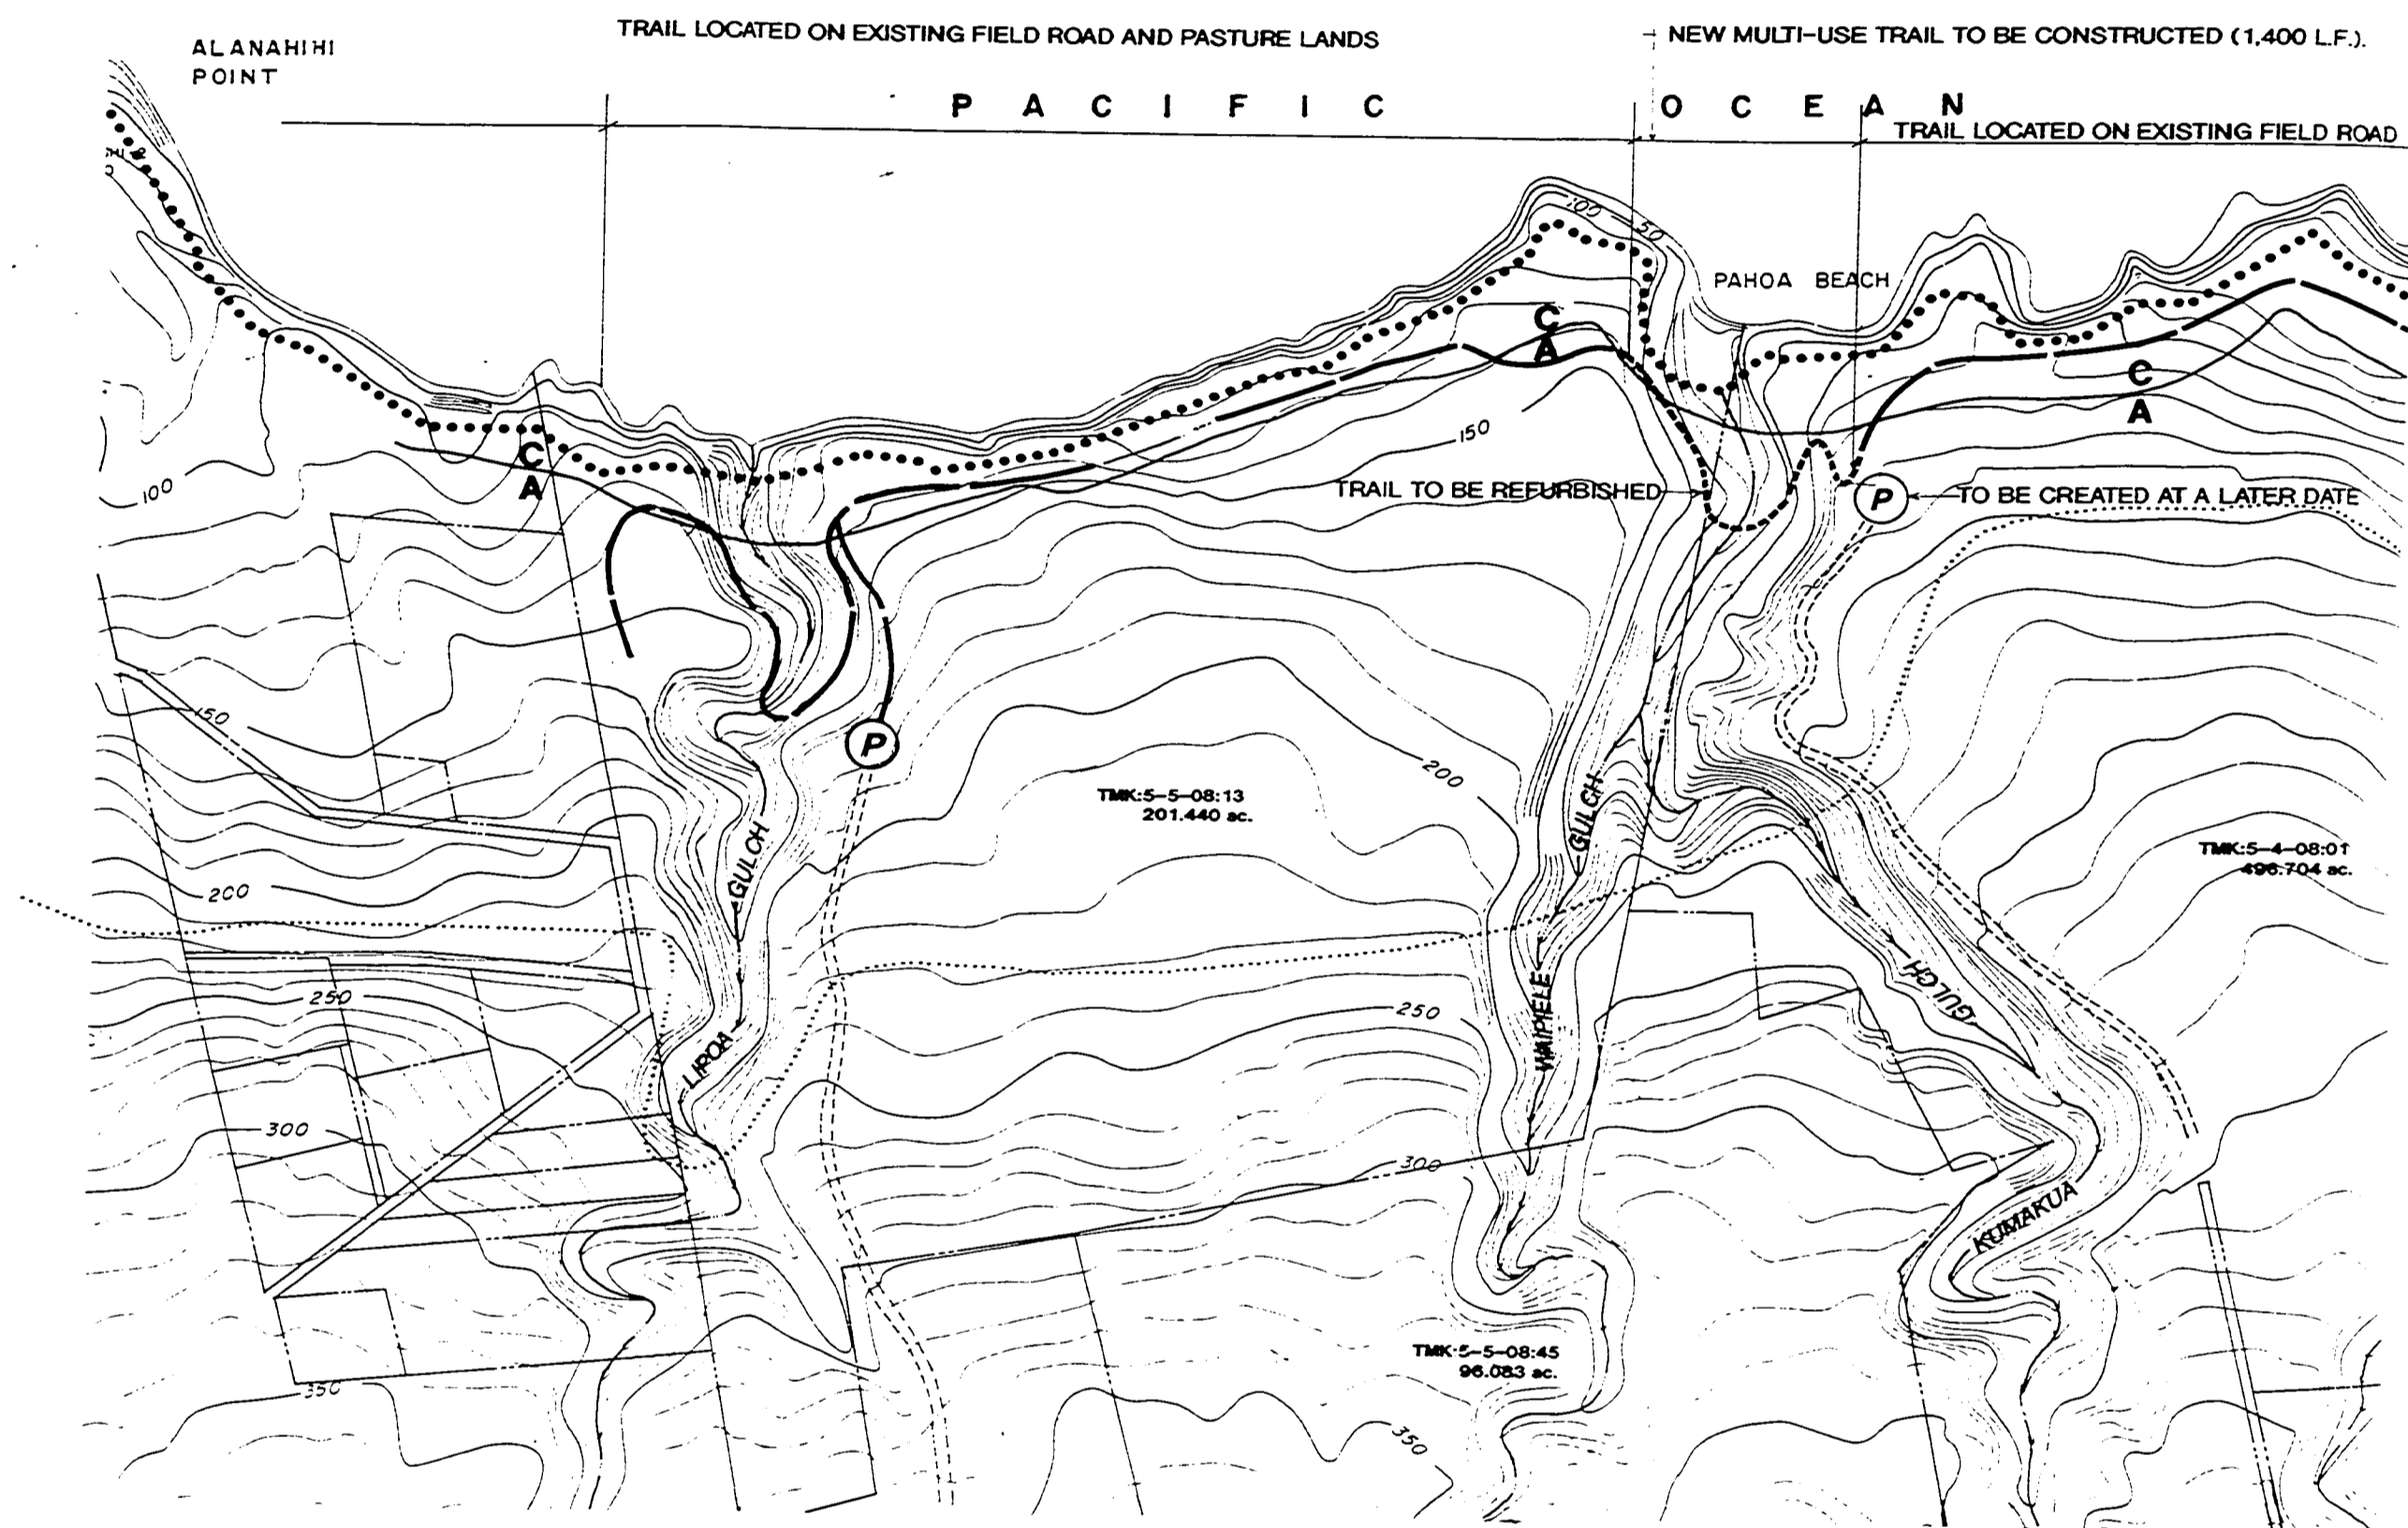 ALANAHIHI
POINT
TRAIL LOCATED ON EXISTING FIELD ROAD AND PASTURE LANDS
NEW MULTI-USE TRAIL TO BE CONSTRUCTED (1,400 L.F.).
PACIFIC OCEAN
TRAIL LOCATED ON EXISTING FIELD ROAD
100
50
PAHOA BEACH
C
A
C
A
C
A
150
100
TRAIL TO BE REFURBISHED
P
TO BE CREATED AT A LATER DATE
150
P
200
TMK:5-5-08:13
201.440 ac.
GULCH
GULCH
TMK:5-4-08:01
496.704 ac.
200
250
250
GULCH
LIPOA
WAIPIELE
300
300
KUMAKUA
TMK:5-5-08:45
96.083 ac.
350
350